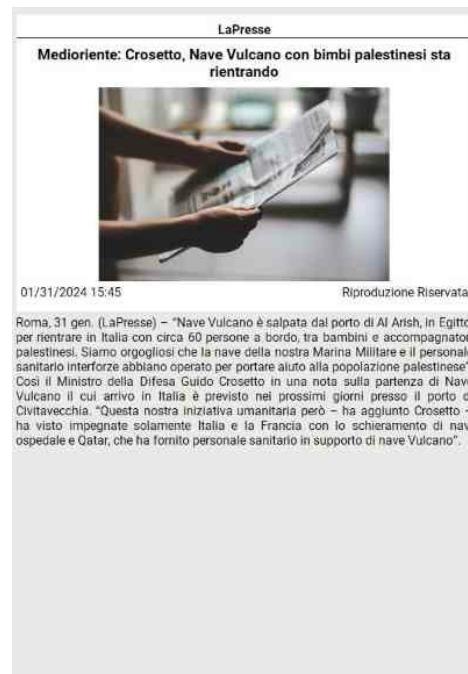 LaPresse
Medioriente: Crosetto, Nave Vulcano con bimbi palestinesi sta
rientrando
01/31/2024 15:45 Riproduzione Riservata
Roma, 31 gen. (LaPresse) – “Nave Vulcano è salpata dal porto di Al Arish, in Egitto
per rientrare in Italia con circa 60 persone a bordo, tra bambini e accompagnator
palestinesi. Siamo orgogliosi che la nave della nostra Marina Militare e il personale
sanitario interforze abbiano operato per portare aiuto alla popolazione palestinese”
Così il Ministro della Difesa Guido Crosetto in una nota sulla partenza di Nave
Vulcano il cui arrivo in Italia è previsto nei prossimi giorni presso il porto d
Civitavecchia. “Questa nostra iniziativa umanitaria però – ha aggiunto Crosetto -
ha visto impegnate solamente Italia e la Francia con lo schieramento di nav
ospedale e Qatar, che ha fornito personale sanitario in supporto di nave Vulcano”.